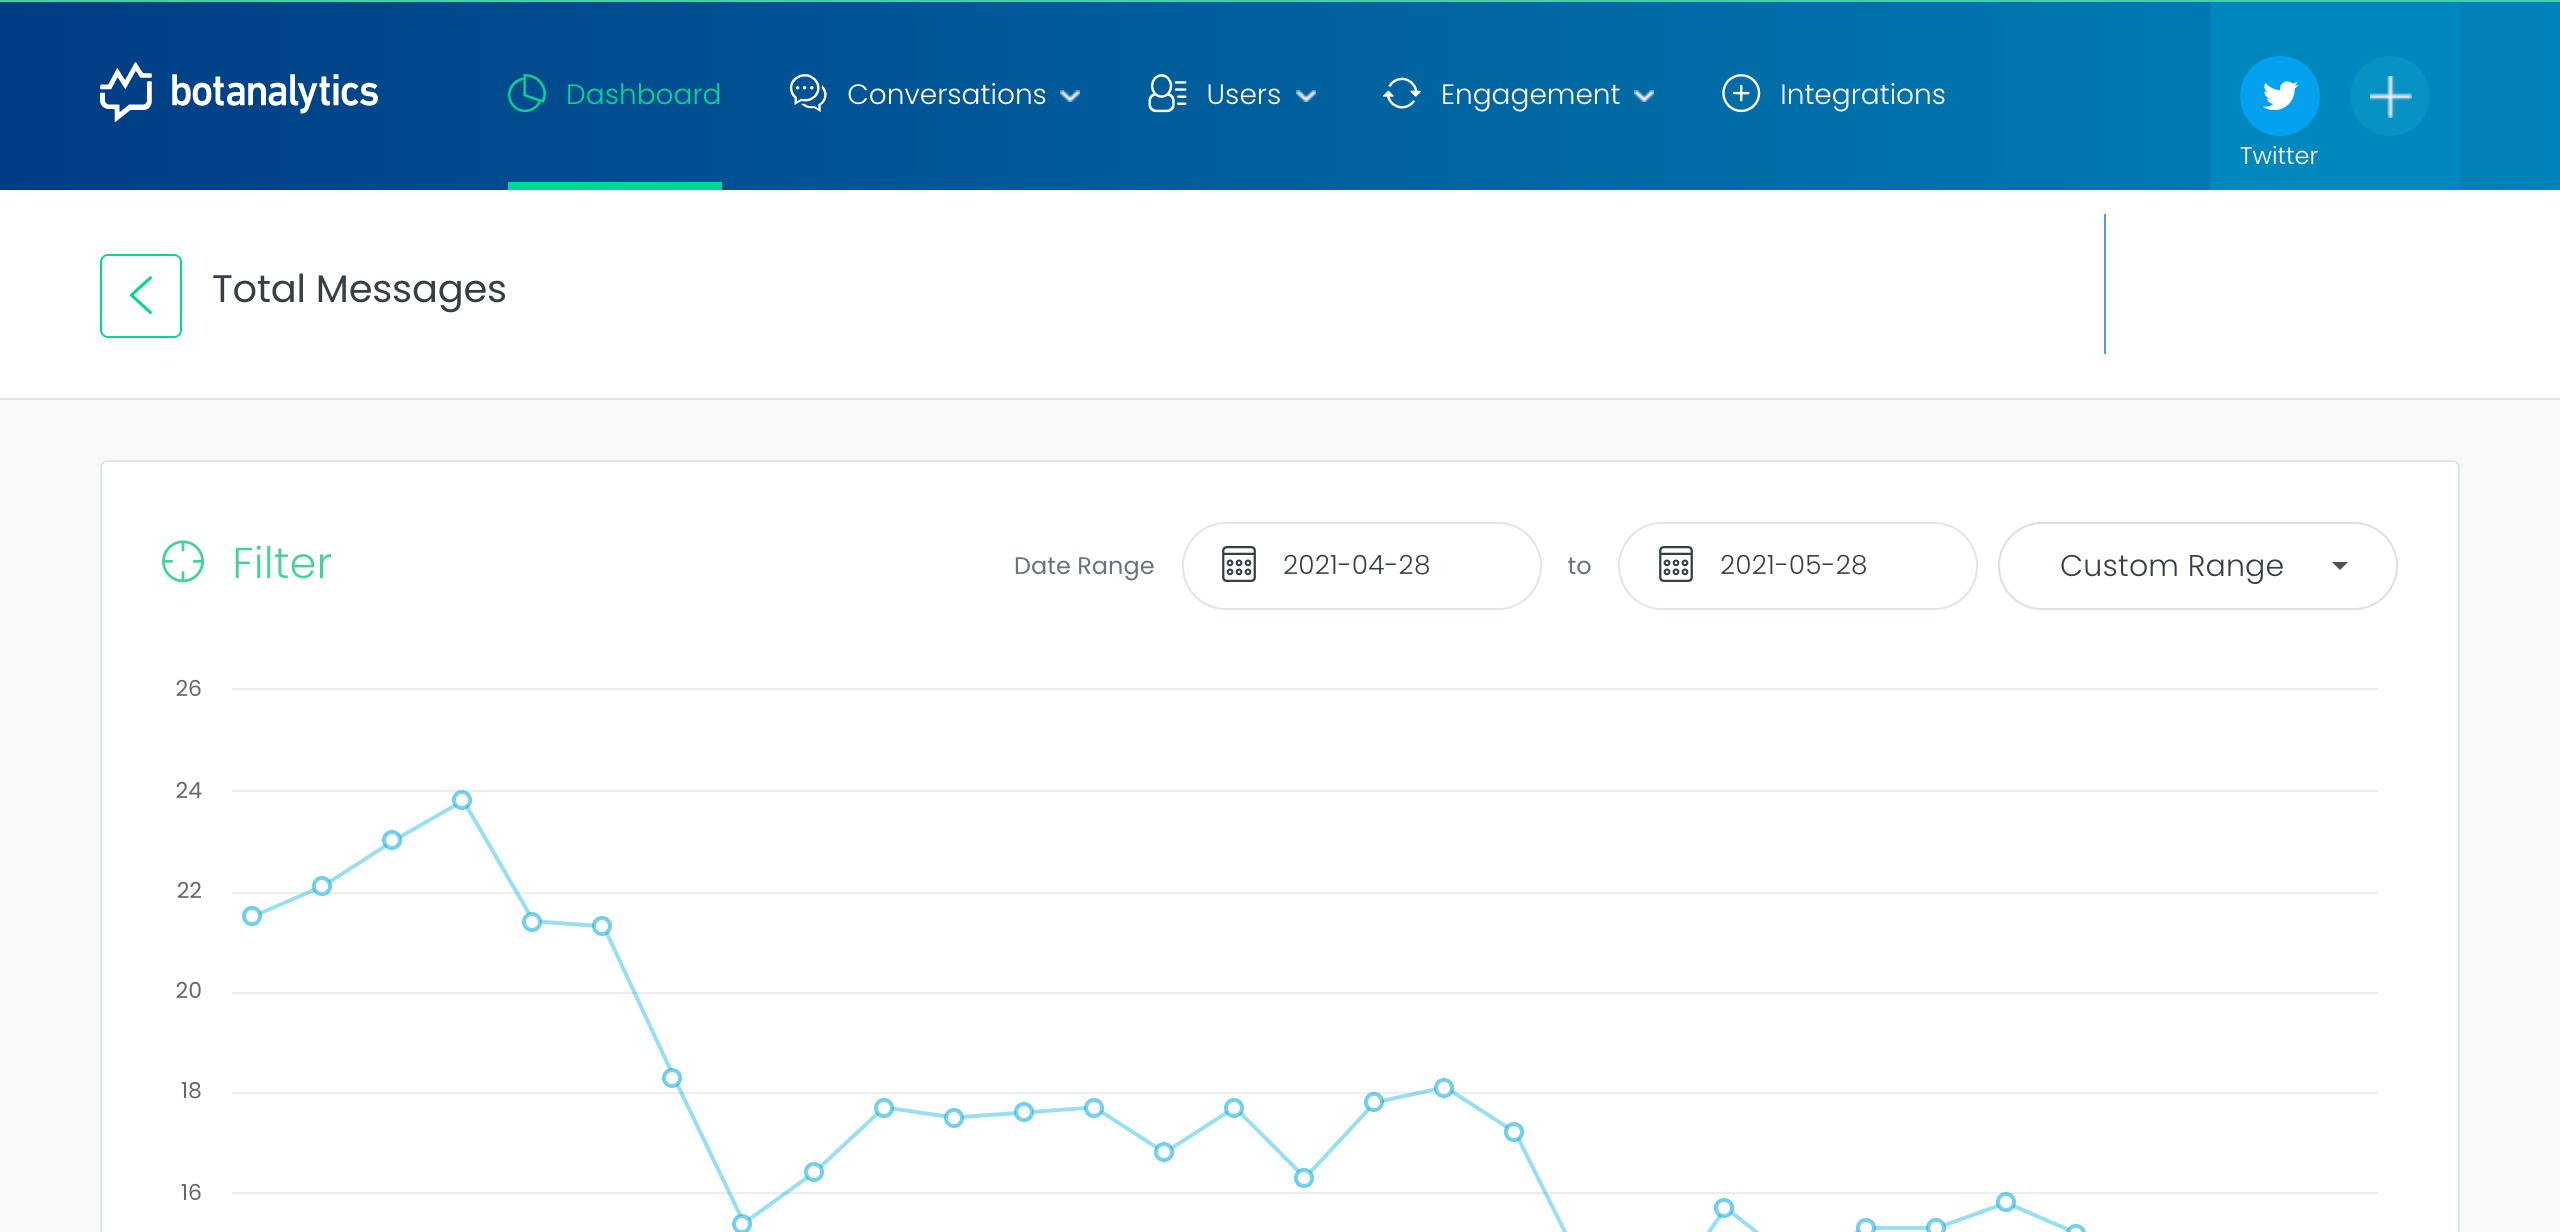 botanalytics
Dashboard
Conversations
Users
Engagement
Integrations
Twitter
Total Messages
Filter
Date Range
2021-04-28
to
2021-05-28
Custom Range
26
24
22
20
18
16